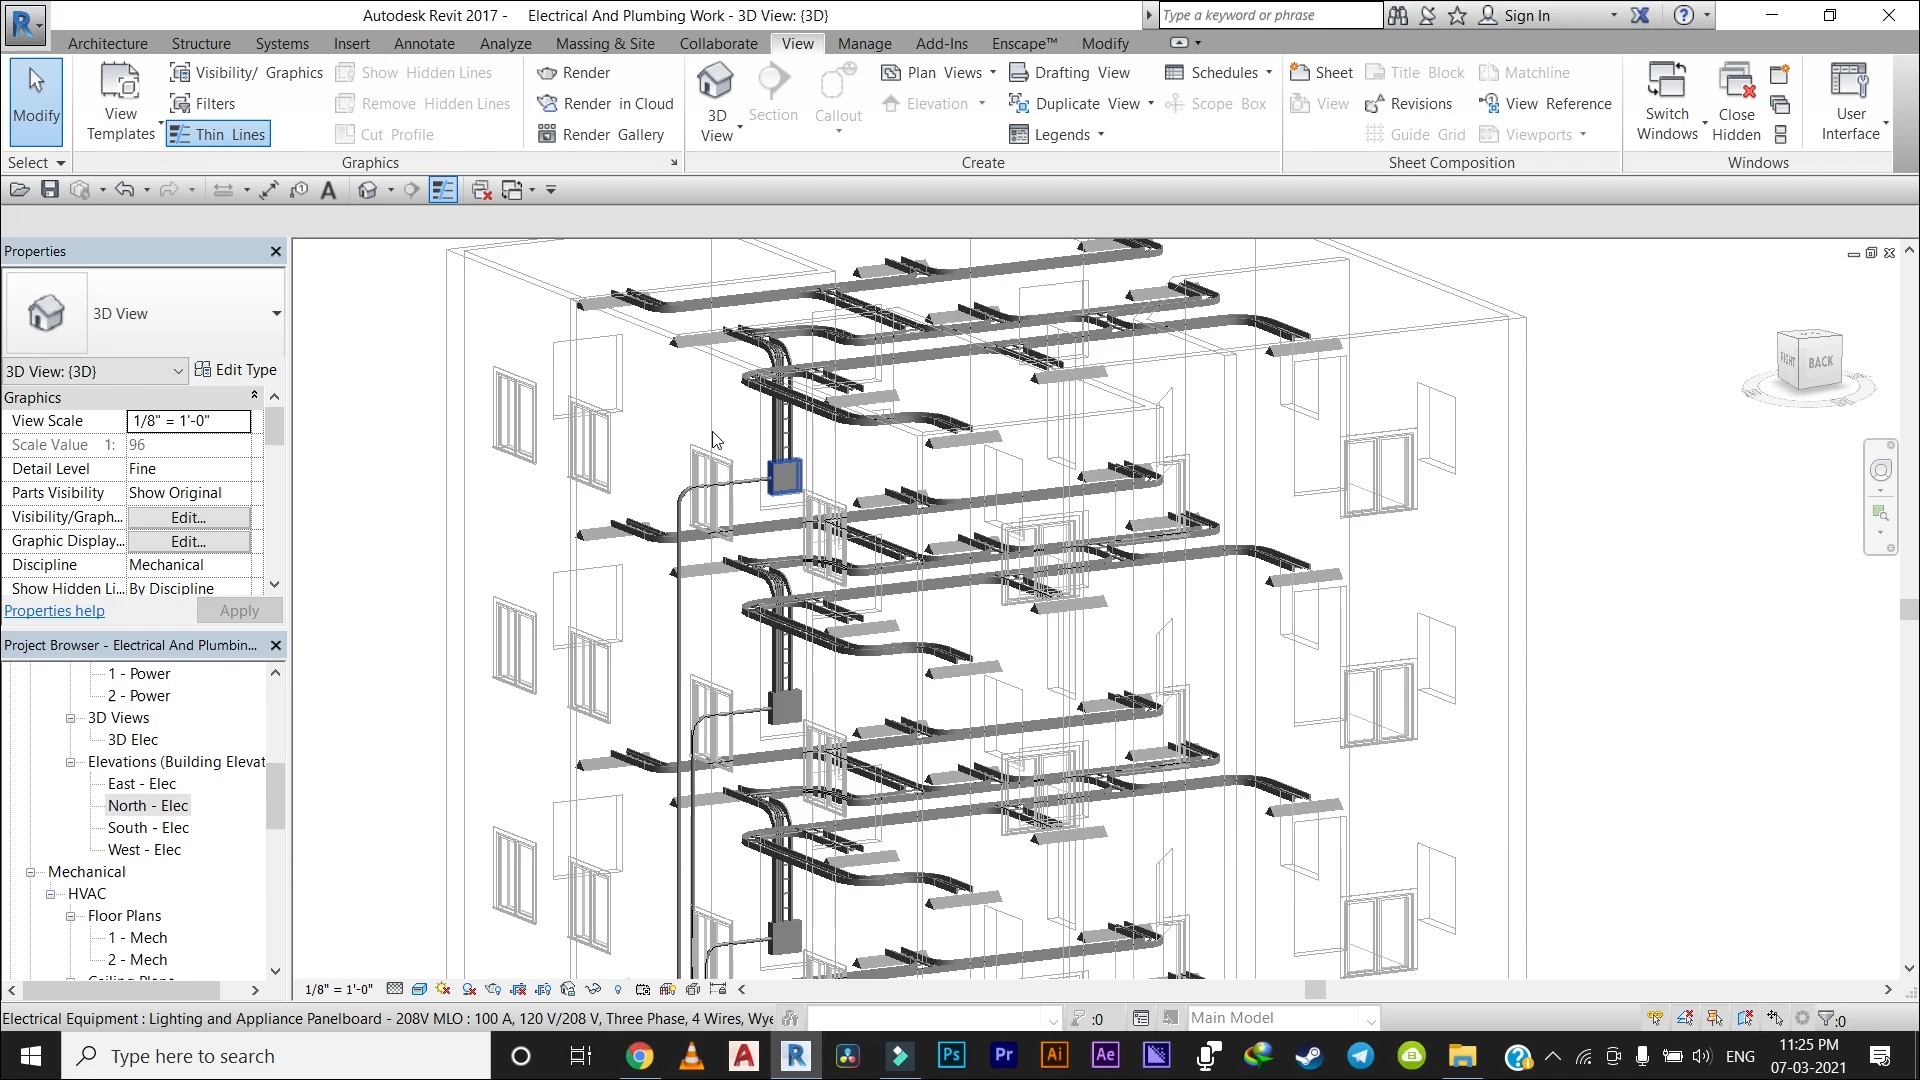 Autodesk Revit 2017 - Electrical And Plumbing Work - 3D View: {3D}
Type a keyword or phrase
Sign In
Architecture Structure Systems Insert Annotate Analyze Massing & Site Collaborate View Manage Add-Ins Enscape™ Modify
Modify
Select
View Templates
Visibility/ Graphics
Filters
Thin Lines
Show Hidden Lines
Remove Hidden Lines
Cut Profile
Graphics
Render
Render in Cloud
Render Gallery
3D View
Section
Callout
Plan Views
Elevation
Drafting View
Duplicate View
Legends
Schedules
Scope Box
Create
Sheet
View
Title Block
Revisions
Guide Grid
Matchline
View Reference
Viewports
Sheet Composition
Switch Windows
Close Hidden
User Interface
Windows
Properties
3D View
3D View: {3D}
Edit Type
Graphics
View Scale 1/8" = 1'-0"
Scale Value 1: 96
Detail Level Fine
Parts Visibility Show Original
Visibility/Graph... Edit...
Graphic Display... Edit...
Discipline Mechanical
Show Hidden Li... By Discipline
Properties help
Apply
Project Browser - Electrical And Plumbin...
1 - Power
2 - Power
3D Views
3D Elec
Elevations (Building Elevat
East - Elec
North - Elec
South - Elec
West - Elec
Mechanical
HVAC
Floor Plans
1 - Mech
2 - Mech
RIGHT BACK
1/8" = 1'-0"
Electrical Equipment : Lighting and Appliance Panelboard - 208V MLO : 100 A, 120 V/208 V, Three Phase, 4 Wires, Wye
:0
Main Model
:0
Type here to search
Ps
Pr
Ai
Ae
ENG
11:25 PM
07-03-2021